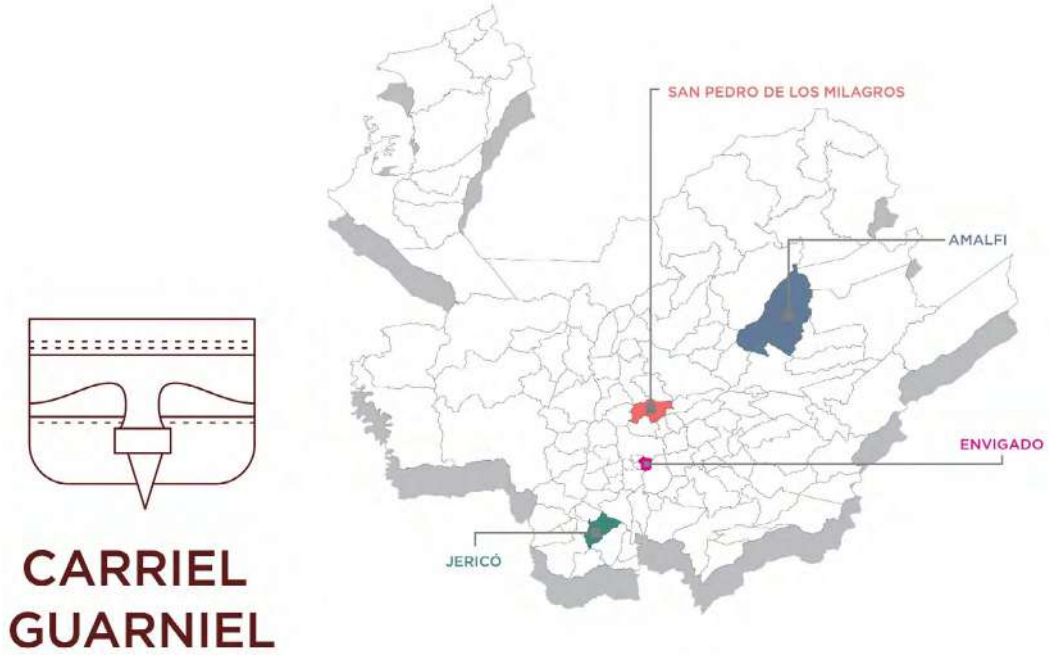 SAN PEDRO DE LOS MILAGROS
AMALFI
ENVIGADO
JERICÓ
CARRIEL
GUARNIEL